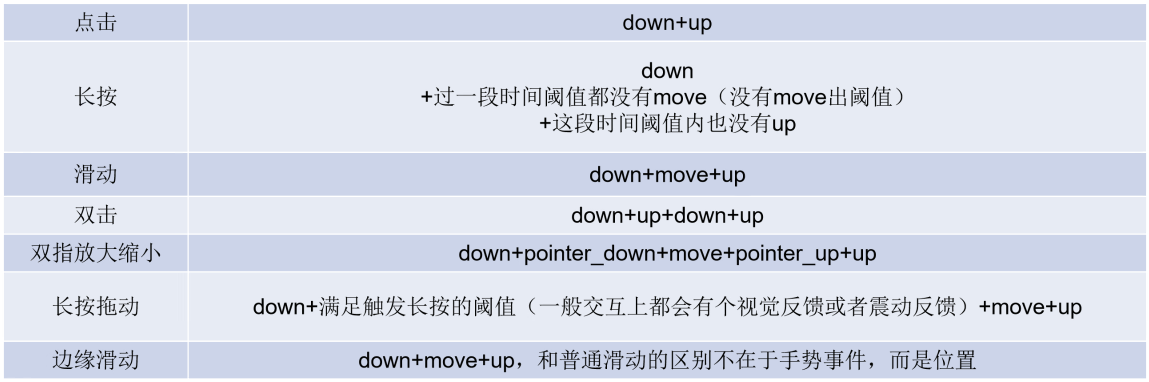 点击
down+up
长按
down
+过一段时间阈值都没有move（没有move出阈值）
+这段时间阈值内也没有up
滑动
down+move+up
双击
down+up+down+up
双指放大缩小
down+pointer_down+move+pointer_up+up
长按拖动
down+满足触发长按的阈值（一般交互上都会有个视觉反馈或者震动反馈）+move+up
边缘滑动
down+move+up，和普通滑动的区别不在于手势事件，而是位置